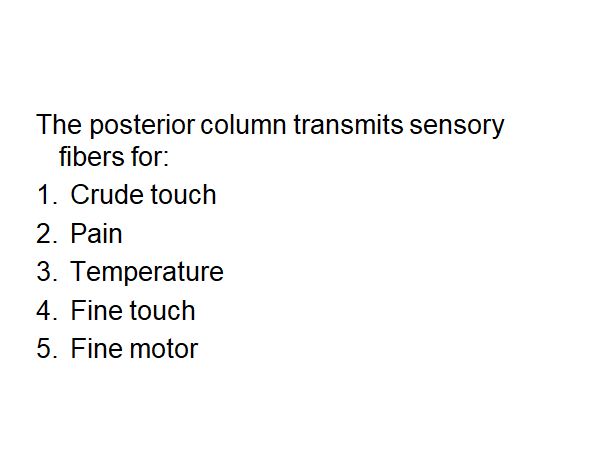 The posterior column transmits sensory
fibers for:
1. Crude touch
2. Pain
3. Temperature
4. Fine touch
5. Fine motor